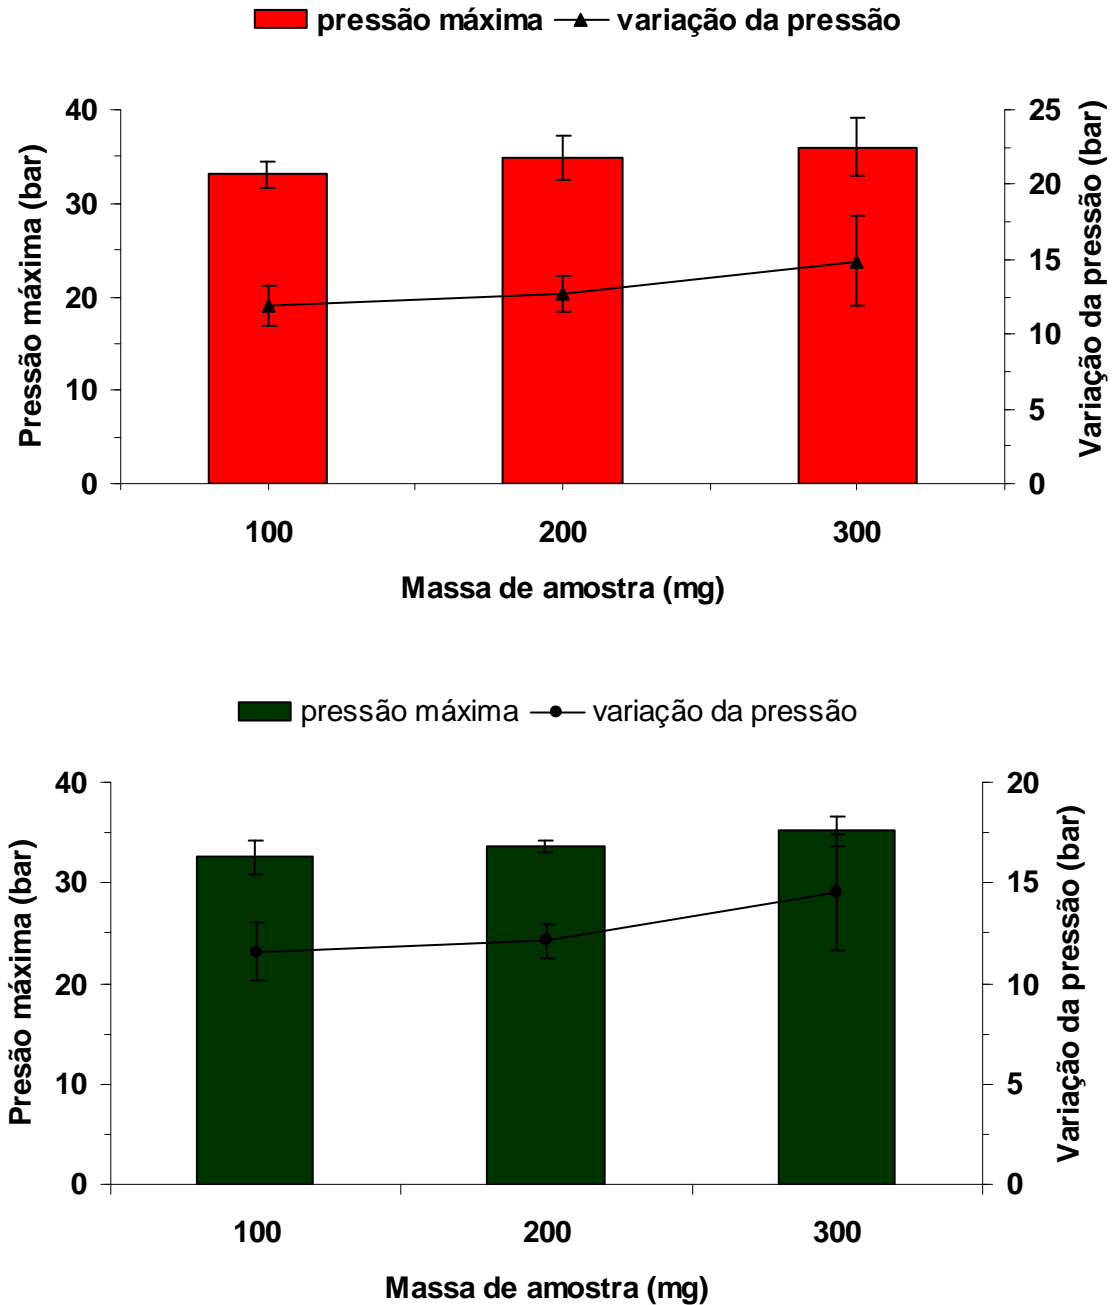 pressão máxima variação da pressão
Pressão máxima (bar)
40
30
20
10
0
25
20
15
10
5
0
Variação da pressão (bar)
100 200 300
Massa de amostra (mg)
pressão máxima variação da pressão
Presão máxima (bar)
40
30
20
10
0
20
15
10
5
0
Variação da pressão (bar)
100 200 300
Massa de amostra (mg)